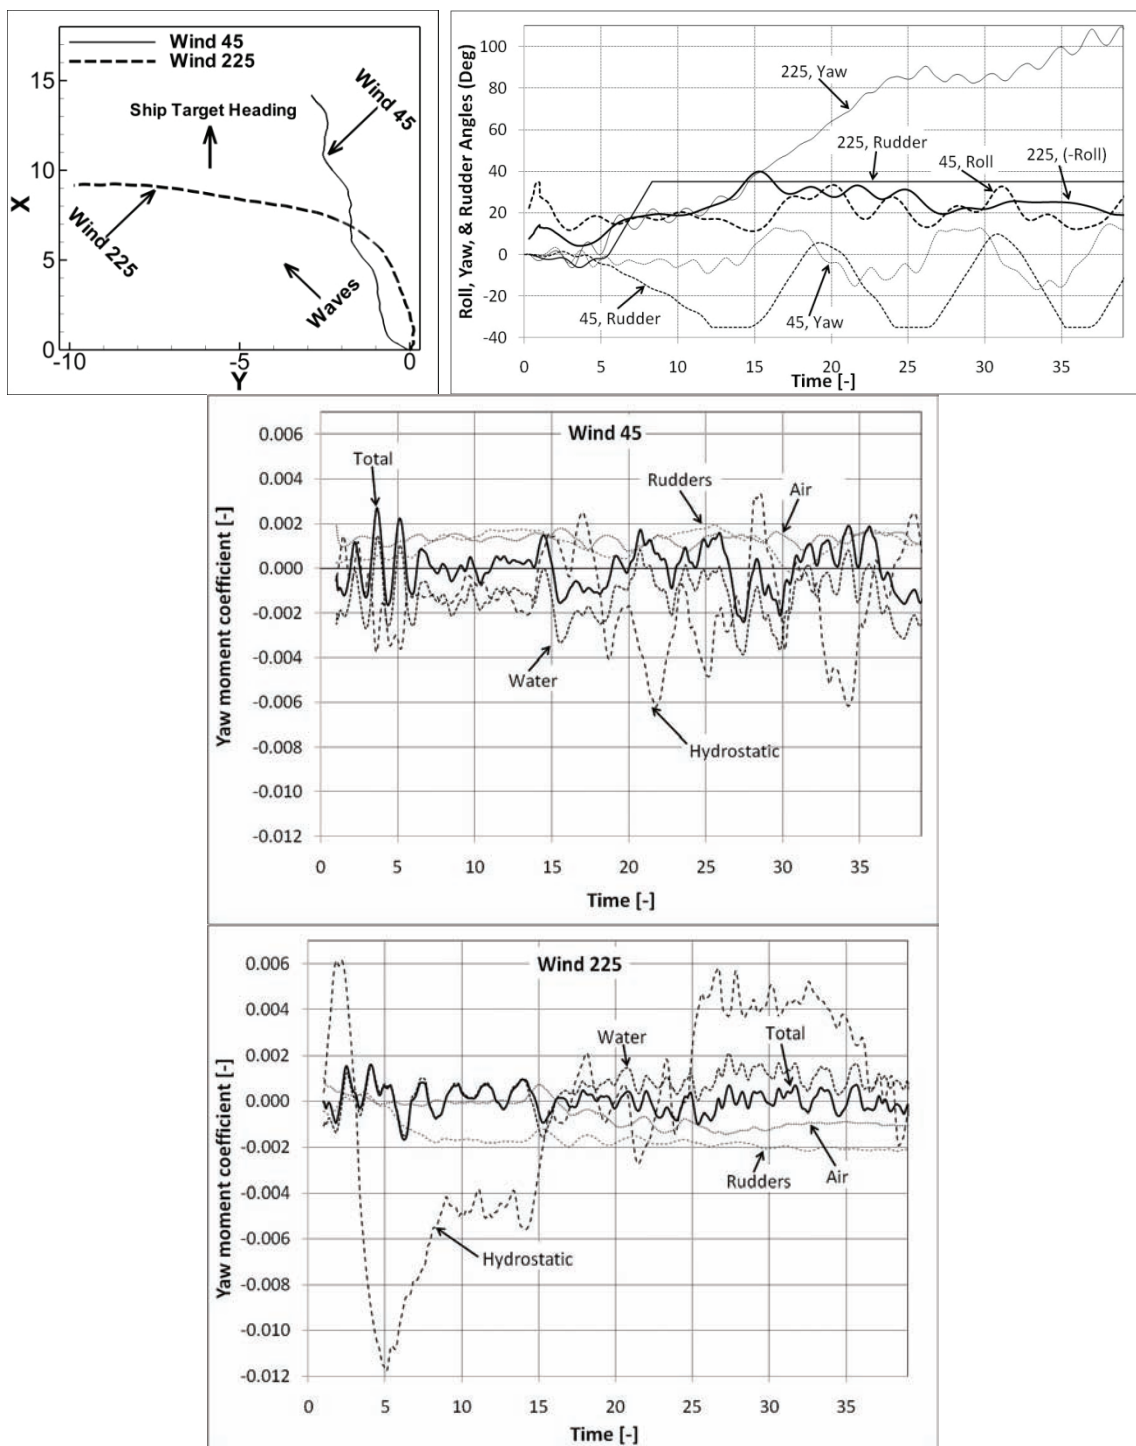 Wind 45
Wind 225
Ship Target Heading
Wind 45
Wind 225
Waves
X
15
10
5
0
-10
-5
0
Y
Roll, Yaw, & Rudder Angles (Deg)
100
80
60
40
20
0
-20
-40
225, Yaw
225, Rudder
45, Roll
225, (-Roll)
45, Rudder
45, Yaw
0 5 10 15 20 25 30 35
Time [-]
Wind 45
Yaw moment coefficient [-]
0.006
0.004
0.002
0.000
-0.002
-0.004
-0.006
-0.008
-0.010
-0.012
Total
Rudders
Air
Water
Hydrostatic
0 5 10 15 20 25 30 35
Time [-]
Wind 225
Yaw moment coefficient [-]
0.006
0.004
0.002
0.000
-0.002
-0.004
-0.006
-0.008
-0.010
-0.012
Water
Total
Rudders
Air
Hydrostatic
0 5 10 15 20 25 30 35
Time [-]